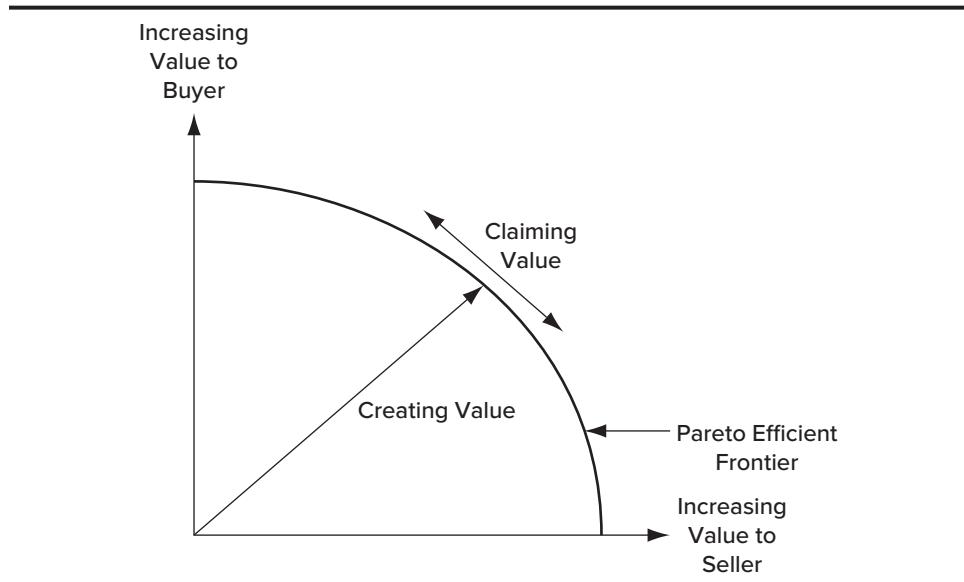 Increasing
Value to
Buyer
Claiming
Value
Creating Value
Pareto Efficient
Frontier
Increasing
Value to
Seller